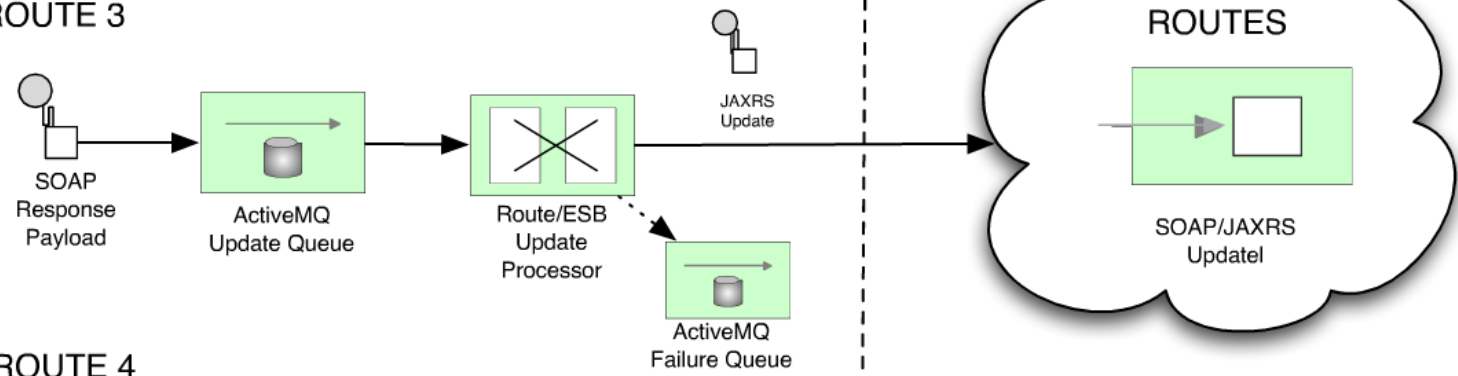 ROUTE 3
JAXRS
Update
ROUTES
SOAP
Response
Payload
ActiveMQ
Update Queue
Route/ESB
Update
Processor
ActiveMQ
Failure Queue
SOAP/JAXRS
Updatel
ROUTE 4